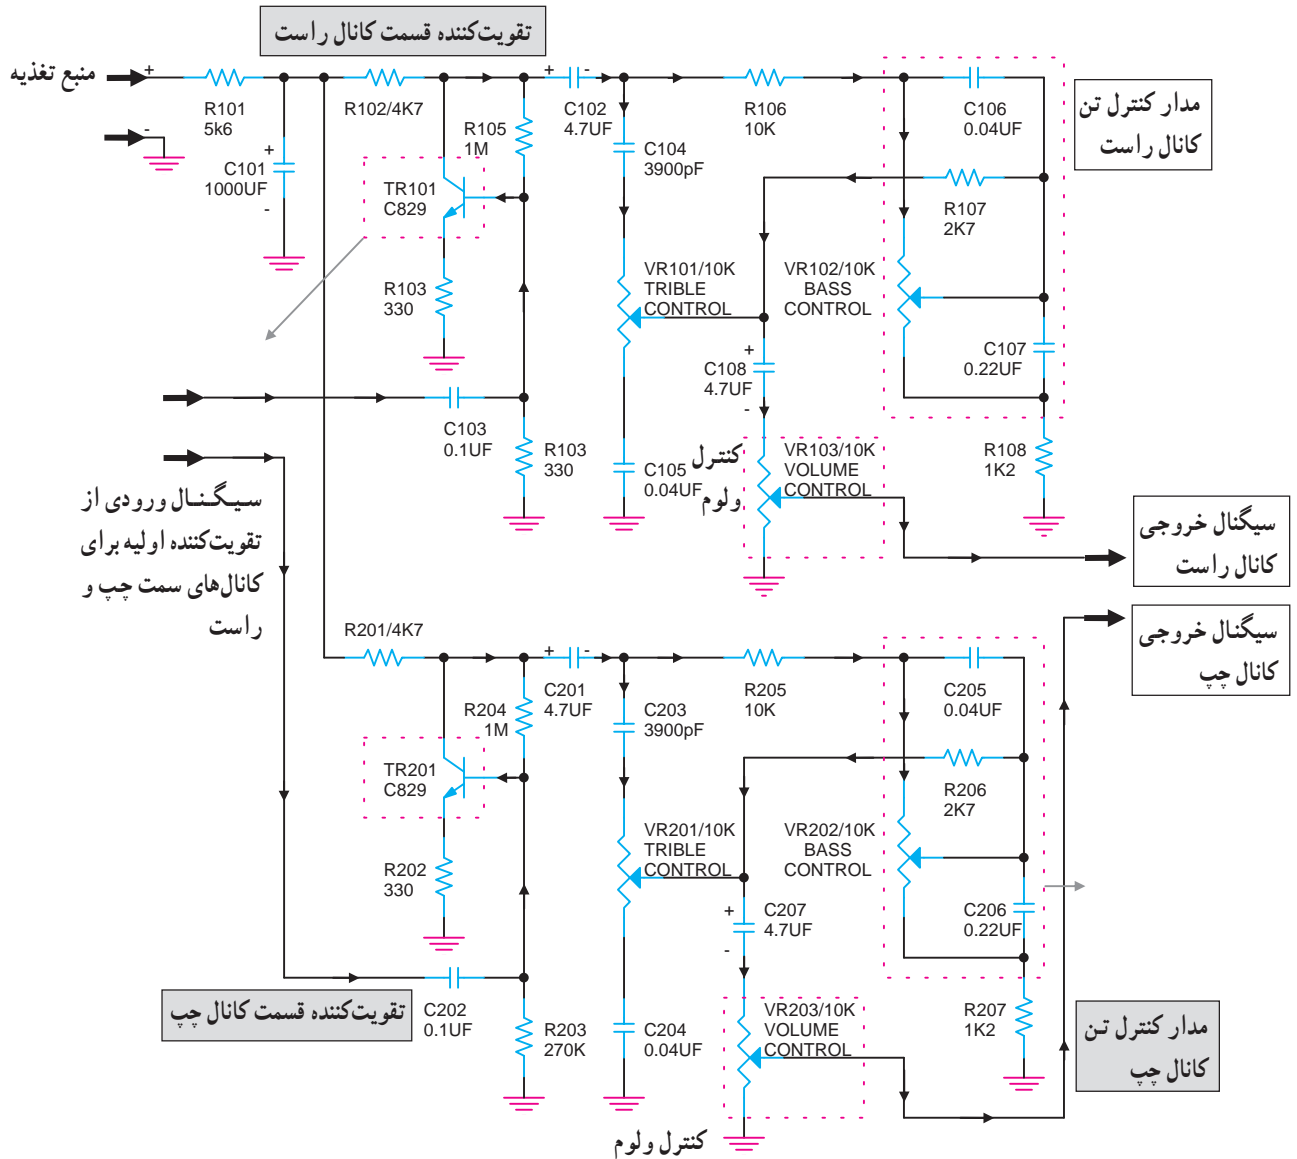 تقویت‌کننده قسمت کانال راست
منبع تغذیه
+
-
R101
5k6
R102/4K7
C101
1000UF
+
-
TR101
C829
R105
1M
R103
330
+
-
C102
4.7UF
C104
3900pF
R106
10K
C106
0.04UF
مدار کنترل تن
کانال راست
R107
2K7
VR101/10K
TRIBLE
CONTROL
VR102/10K
BASS
CONTROL
C107
0.22UF
+
C108
4.7UF
-
C103
0.1UF
R103
330
C105
0.04UF
کنترل
ولوم
VR103/10K
VOLUME
CONTROL
R108
1K2
سیگنال ورودی از
تقویت‌کننده اولیه برای
کانال‌های سمت چپ و
راست
سیگنال خروجی
کانال راست
سیگنال خروجی
کانال چپ
R201/4K7
R204
1M
+
-
C201
4.7UF
C203
3900pF
R205
10K
C205
0.04UF
TR201
C829
R206
2K7
R202
330
VR201/10K
TRIBLE
CONTROL
VR202/10K
BASS
CONTROL
+
C207
4.7UF
-
C206
0.22UF
تقویت‌کننده قسمت کانال چپ
C202
0.1UF
R203
270K
C204
0.04UF
VR203/10K
VOLUME
CONTROL
R207
1K2
مدار کنترل تن
کانال چپ
کنترل ولوم